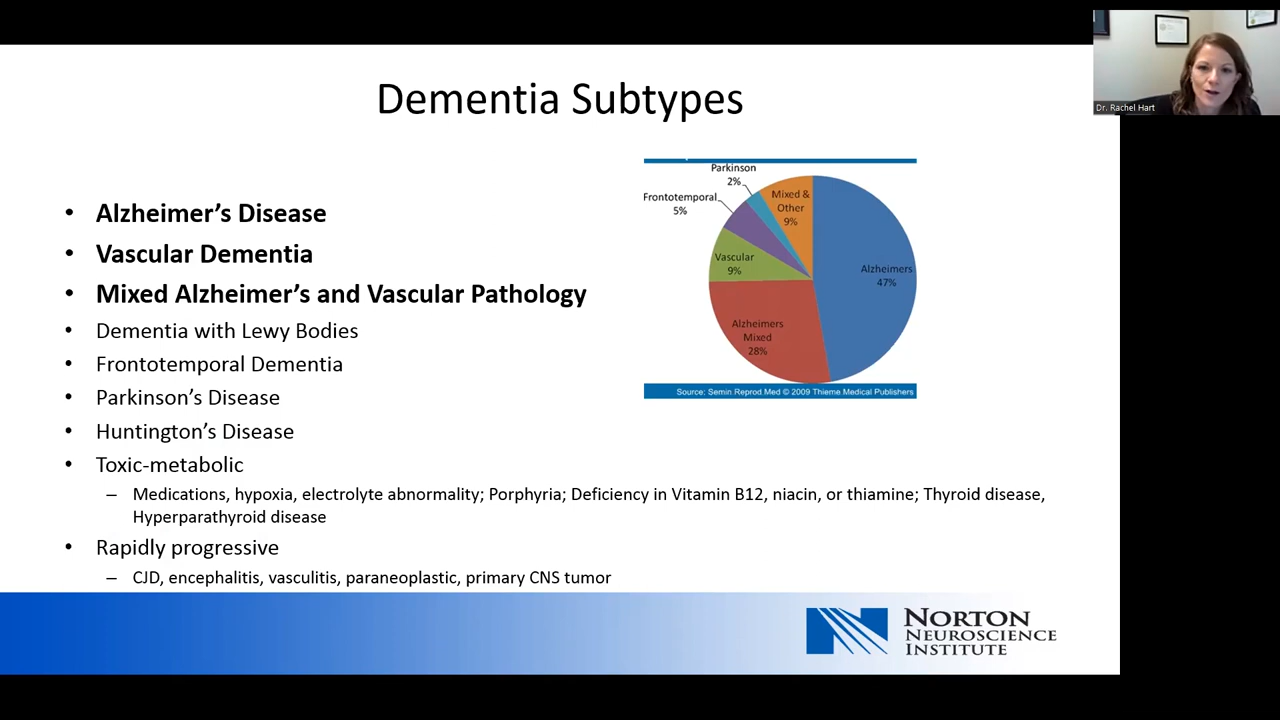 Dementia Subtypes
Dr. Rachel Hart
• Alzheimer’s Disease
• Vascular Dementia
• Mixed Alzheimer’s and Vascular Pathology
• Dementia with Lewy Bodies
• Frontotemporal Dementia
• Parkinson’s Disease
• Huntington’s Disease
• Toxic-metabolic
– Medications, hypoxia, electrolyte abnormality; Porphyria; Deficiency in Vitamin B12, niacin, or thiamine; Thyroid disease,
Hyperparathyroid disease
• Rapidly progressive
– CJD, encephalitis, vasculitis, paraneoplastic, primary CNS tumor
Parkinson
2%
Mixed &
Other
9%
Frontotemporal
5%
Vascular
9%
Alzheimers
47%
Alzheimers
Mixed
28%
Source: Semin Reprod Med © 2009 Thieme Medical Publishers
NORTON
NEUROSCIENCE
INSTITUTE